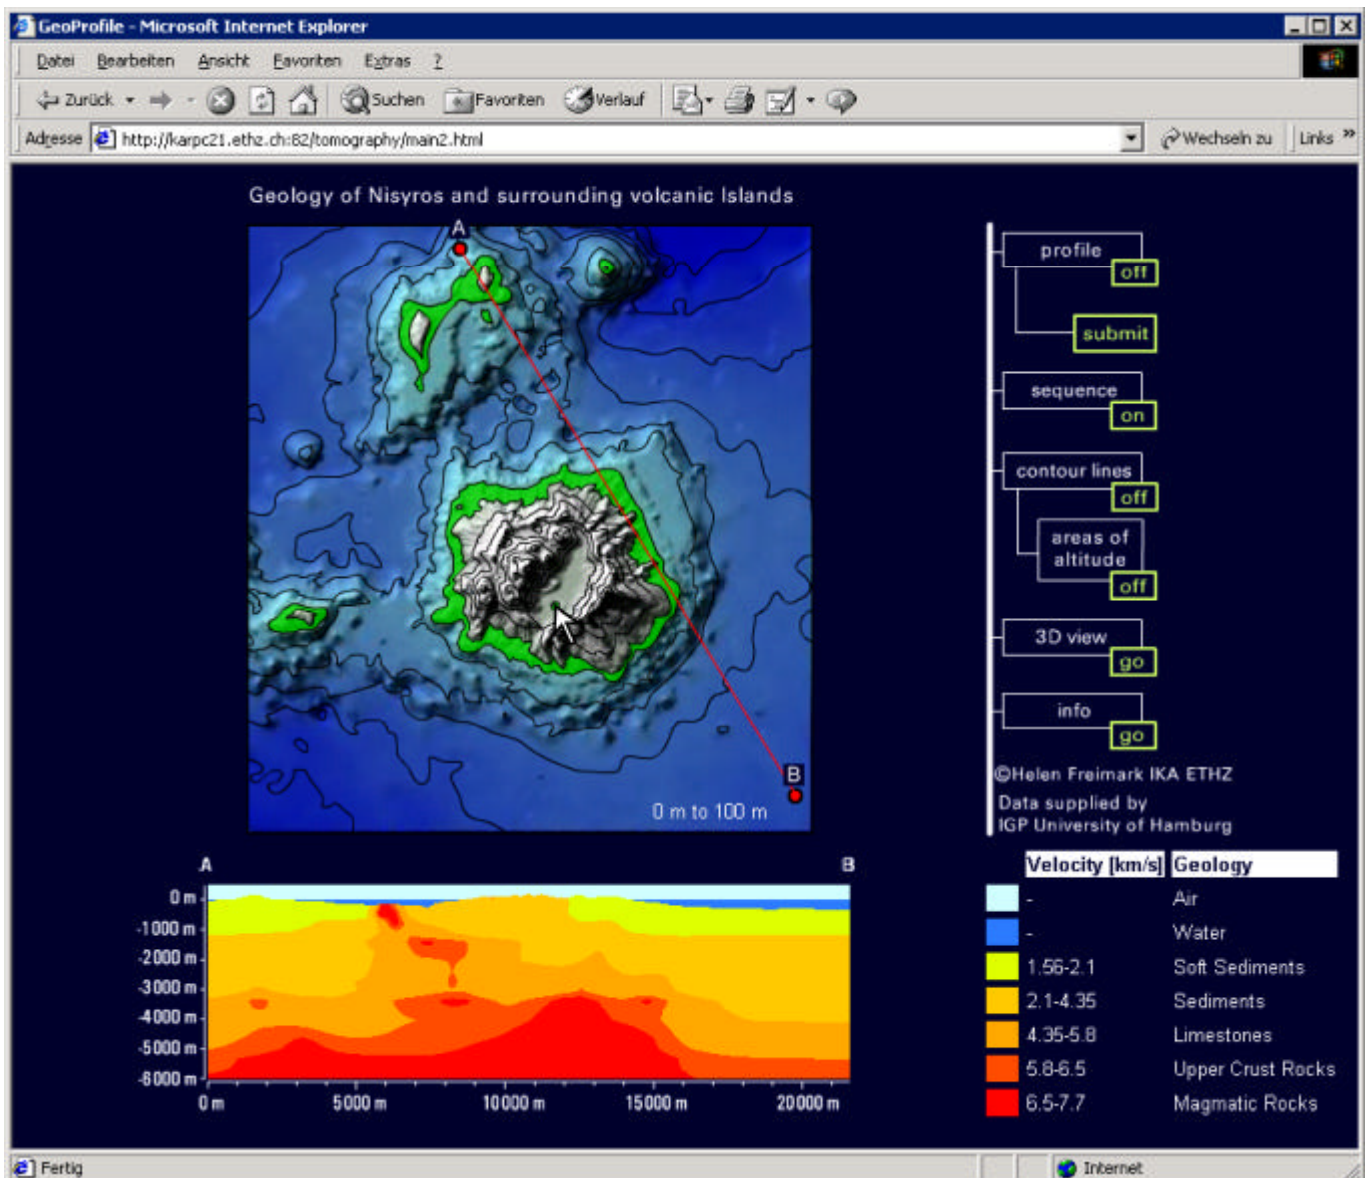 GeoProfile - Microsoft Internet Explorer
Datei Bearbeiten Ansicht Favoriten Extras ?
Zurück Suchen Favoriten Verlauf
Adresse http://karpc21.ethz.ch:82/tomography/main2.html Wechseln zu Links »
Geology of Nisyros and surrounding volcanic Islands
A
B
0 m to 100 m
profile
off
submit
sequence
on
contour lines
off
areas of
altitude
off
3D view
go
info
go
©Helen Freimark IKA ETHZ
Data supplied by
IGP University of Hamburg
A B
0 m
-1000 m
-2000 m
-3000 m
-4000 m
-5000 m
-6000 m
0 m 5000 m 10000 m 15000 m 20000 m
Velocity [km/s] Geology
- Air
- Water
1.56-2.1 Soft Sediments
2.1-4.35 Sediments
4.35-5.8 Limestones
5.8-6.5 Upper Crust Rocks
6.5-7.7 Magmatic Rocks
Fertig Internet